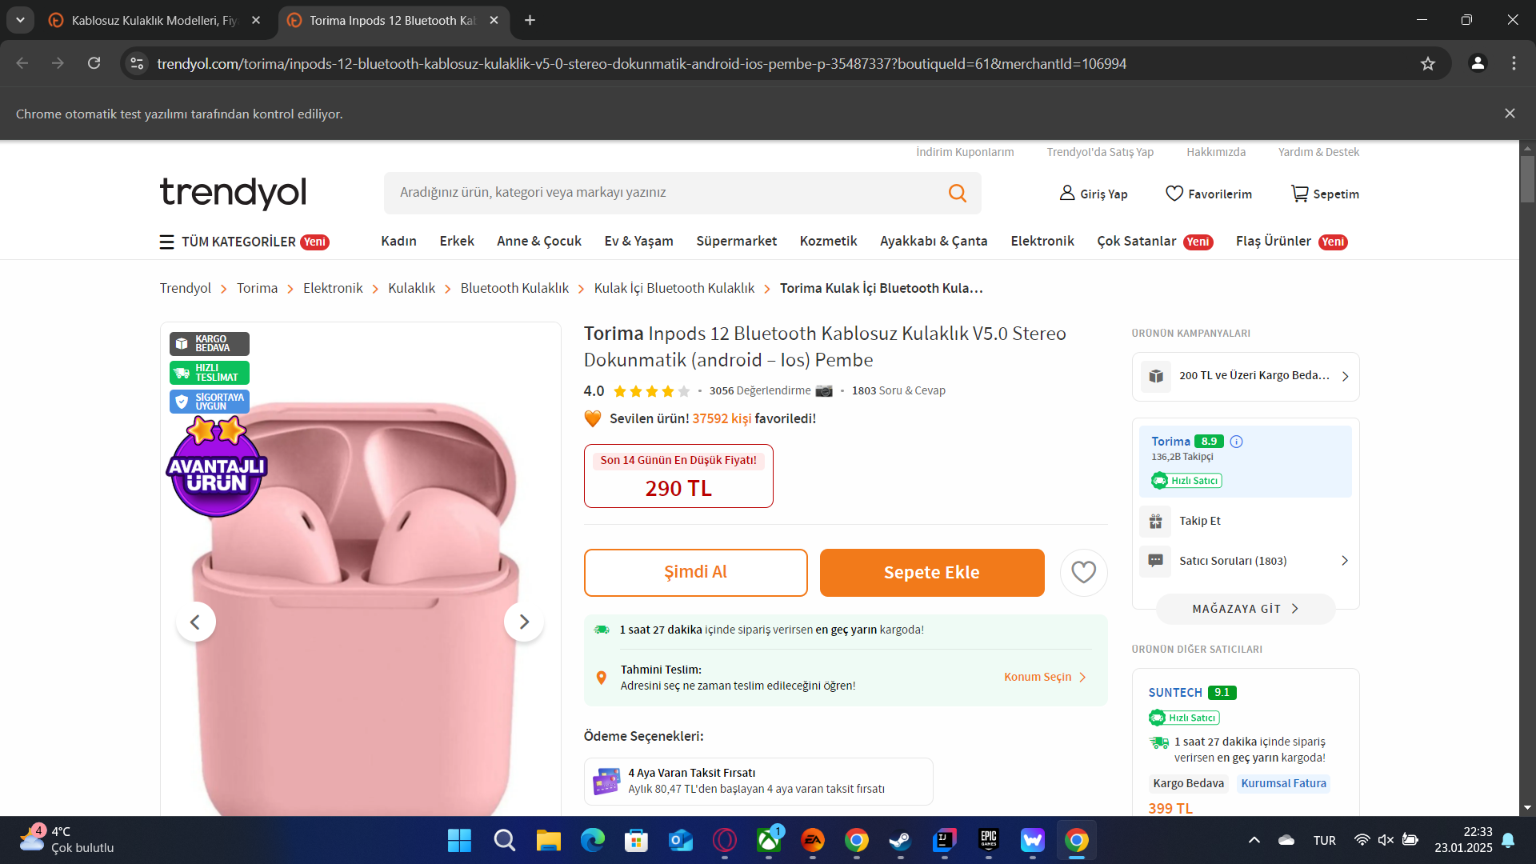 Kablosuz Kulaklık Modelleri, Fiy
Torima Inpods 12 Bluetooth Kab
trendyol.com/torima/inpods-12-bluetooth-kablosuz-kulaklik-v5-0-stereo-dokunmatik-android-ios-pembe-p-35487337?boutiqueId=61&merchantId=106994
Chrome otomatik test yazılımı tarafından kontrol ediliyor.
İndirim Kuponlarım Trendyol'da Satış Yap Hakkımızda Yardım & Destek
trendyol
Aradığınız ürün, kategori veya markayı yazınız
Giriş Yap Favorilerim Sepetim
TÜM KATEGORİLER Yeni Kadın Erkek Anne & Çocuk Ev & Yaşam Süpermarket Kozmetik Ayakkabı & Çanta Elektronik Çok Satanlar Yeni Flaş Ürünler Yeni
Trendyol Torima Elektronik Kulaklık Bluetooth Kulaklık Kulak İçi Bluetooth Kulaklık Torima Kulak İçi Bluetooth Kula...
KARGO
BEDAVA
HIZLI
TESLİMAT
SİGORTAYA
UYGUN
AVANTAJLI
ÜRÜN
Torima Inpods 12 Bluetooth Kablosuz Kulaklık V5.0 Stereo
Dokunmatik (android – Ios) Pembe
4.0 3056 Değerlendirme 1803 Soru & Cevap
Sevilen ürün! 37592 kişi favoriledi!
Son 14 Günün En Düşük Fiyatı!
290 TL
Şimdi Al
Sepete Ekle
1 saat 27 dakika içinde sipariş verirsen en geç yarın kargoda!
Tahmini Teslim:
Adresini seç ne zaman teslim edileceğini öğren!
Konum Seçin
Ödeme Seçenekleri:
4 Aya Varan Taksit Fırsatı
Aylık 80,47 TL'den başlayan 4 aya varan taksit fırsatı
ÜRÜNÜN KAMPANYALARI
200 TL ve Üzeri Kargo Beda...
Torima 8.9
136,2B Takipçi
Hızlı Satıcı
Takip Et
Satıcı Soruları (1803)
MAĞAZAYA GİT
ÜRÜNÜN DİĞER SATICILARI
SUNTECH 9.1
Hızlı Satıcı
1 saat 27 dakika içinde sipariş
verirsen en geç yarın kargoda!
Kargo Bedava Kurumsal Fatura
399 TL
4
4°C
Çok bulutlu
1
EA
IJ
EPIC
GAMES
W
TUR
22:33
23.01.2025